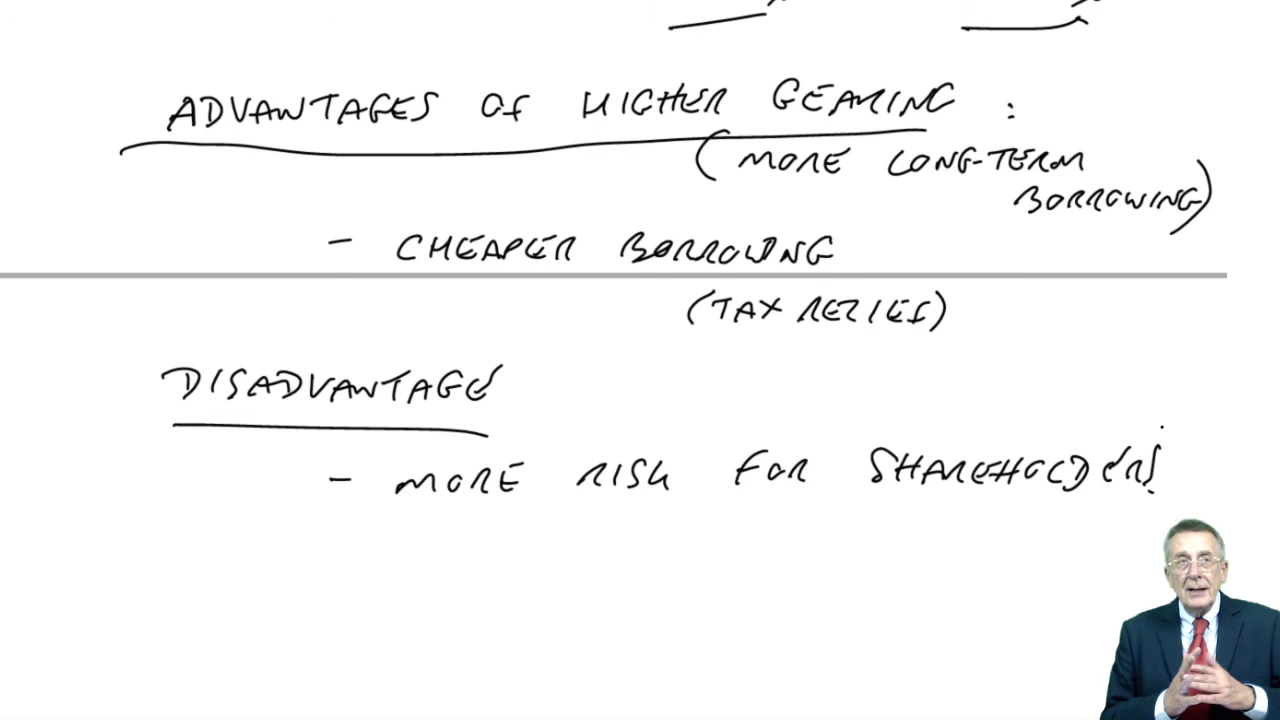 ADVANTAGES OF HIGHER GEARING :
(MORE LONG-TERM
BORROWING)
- CHEAPER BORROWING
(TAX RELIEF)
DISADVANTAGE
- MORE RISK FOR SHAREHOLDERS!